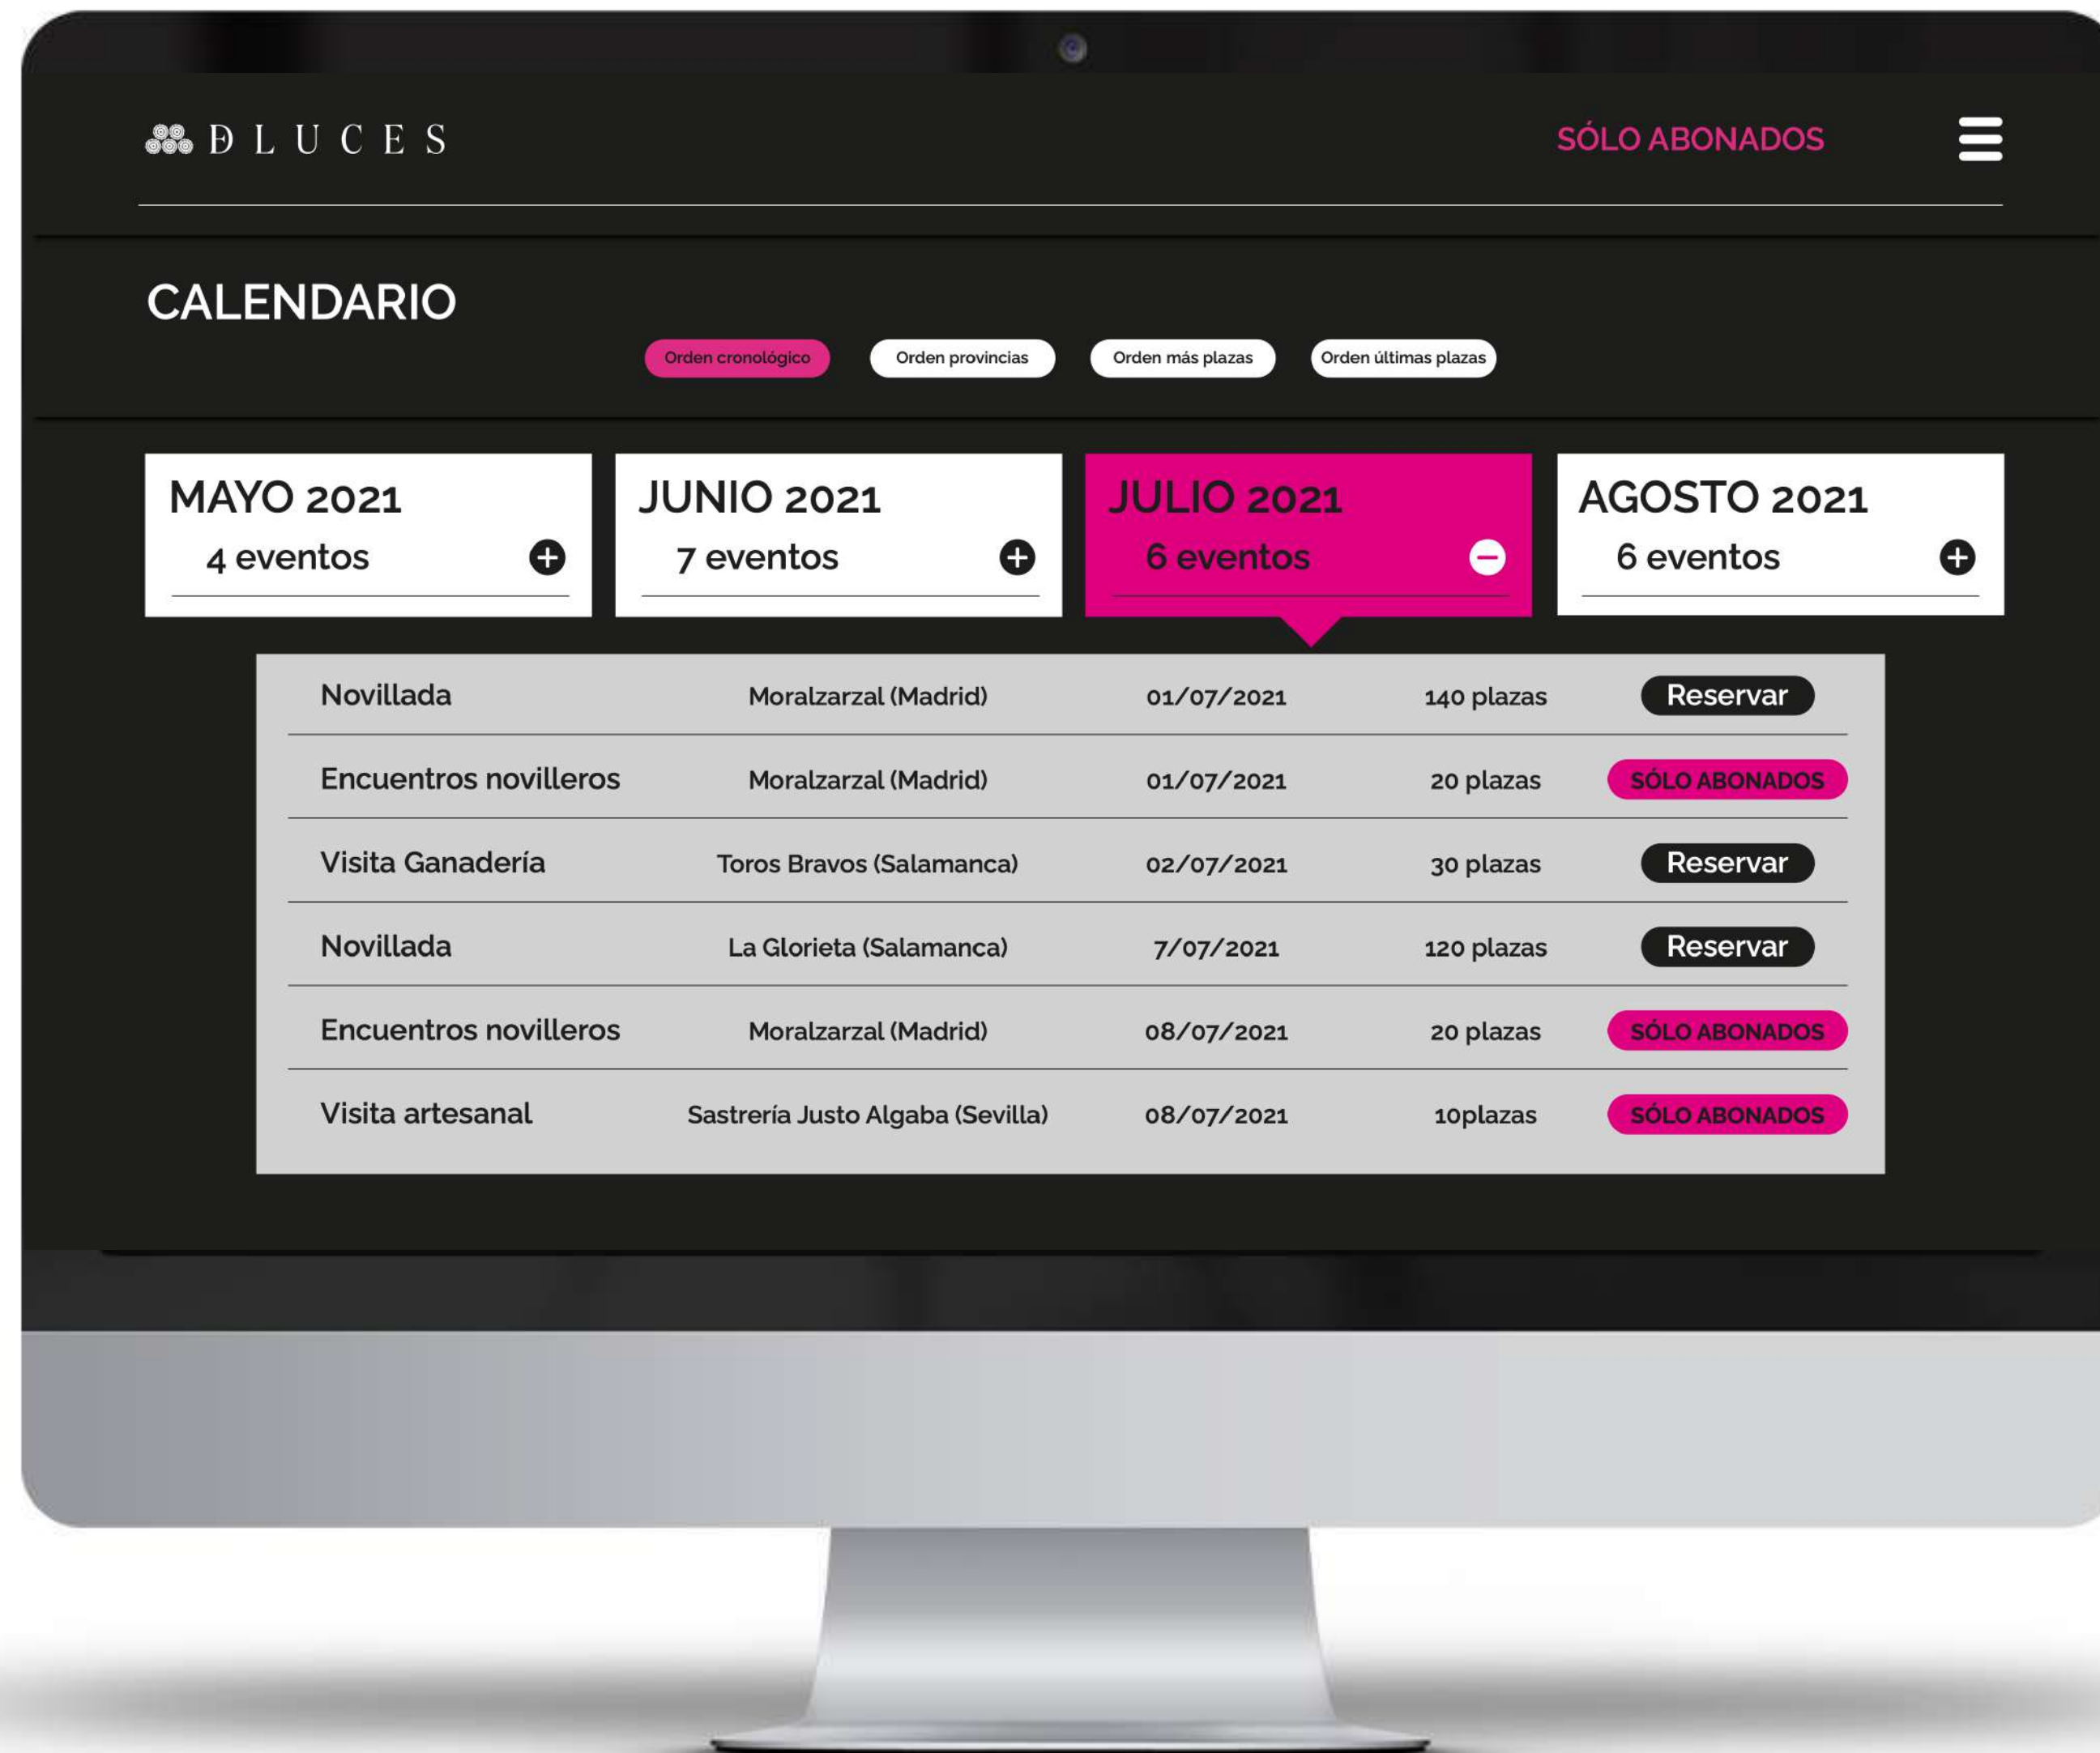 DLUCES
SÓLO ABONADOS
CALENDARIO
Orden cronológico Orden provincias Orden más plazas Orden últimas plazas
MAYO 2021
4 eventos
JUNIO 2021
7 eventos
JULIO 2021
6 eventos
AGOSTO 2021
6 eventos
Novillada Moralzarzal (Madrid) 01/07/2021 140 plazas Reservar
Encuentros novilleros Moralzarzal (Madrid) 01/07/2021 20 plazas SÓLO ABONADOS
Visita Ganadería Toros Bravos (Salamanca) 02/07/2021 30 plazas Reservar
Novillada La Glorieta (Salamanca) 7/07/2021 120 plazas Reservar
Encuentros novilleros Moralzarzal (Madrid) 08/07/2021 20 plazas SÓLO ABONADOS
Visita artesanal Sastrería Justo Algaba (Sevilla) 08/07/2021 10plazas SÓLO ABONADOS